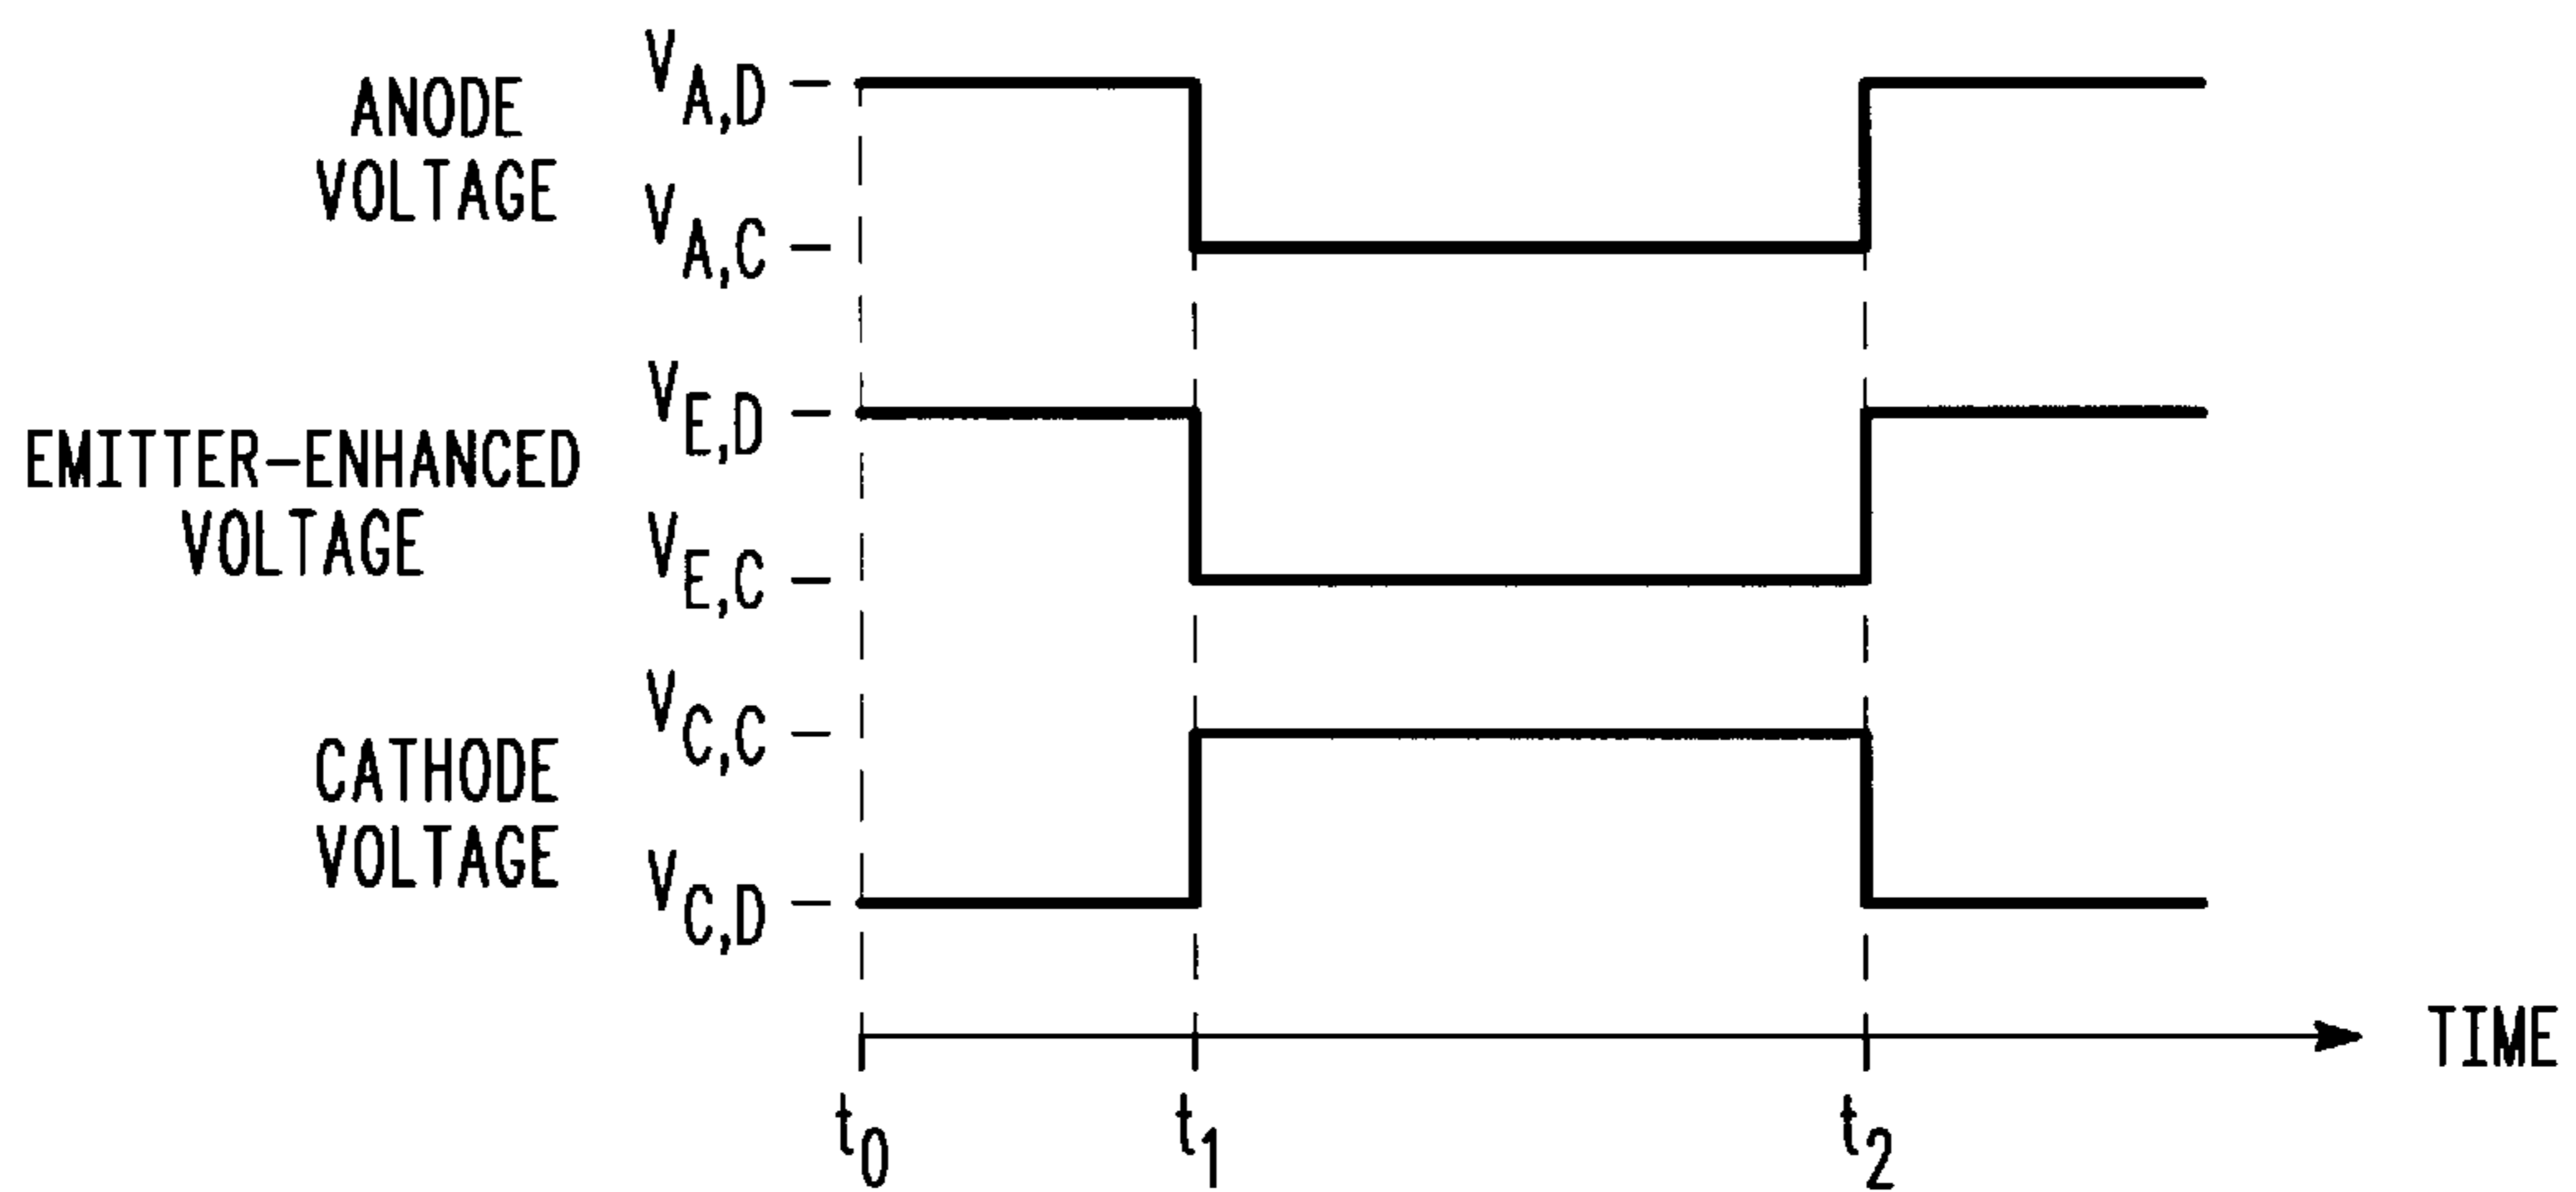 ANODE
VOLTAGE
V_A,D
V_A,C
EMITTER-ENHANCED
VOLTAGE
V_E,D
V_E,C
CATHODE
VOLTAGE
V_C,C
V_C,D
TIME
t_0
t_1
t_2